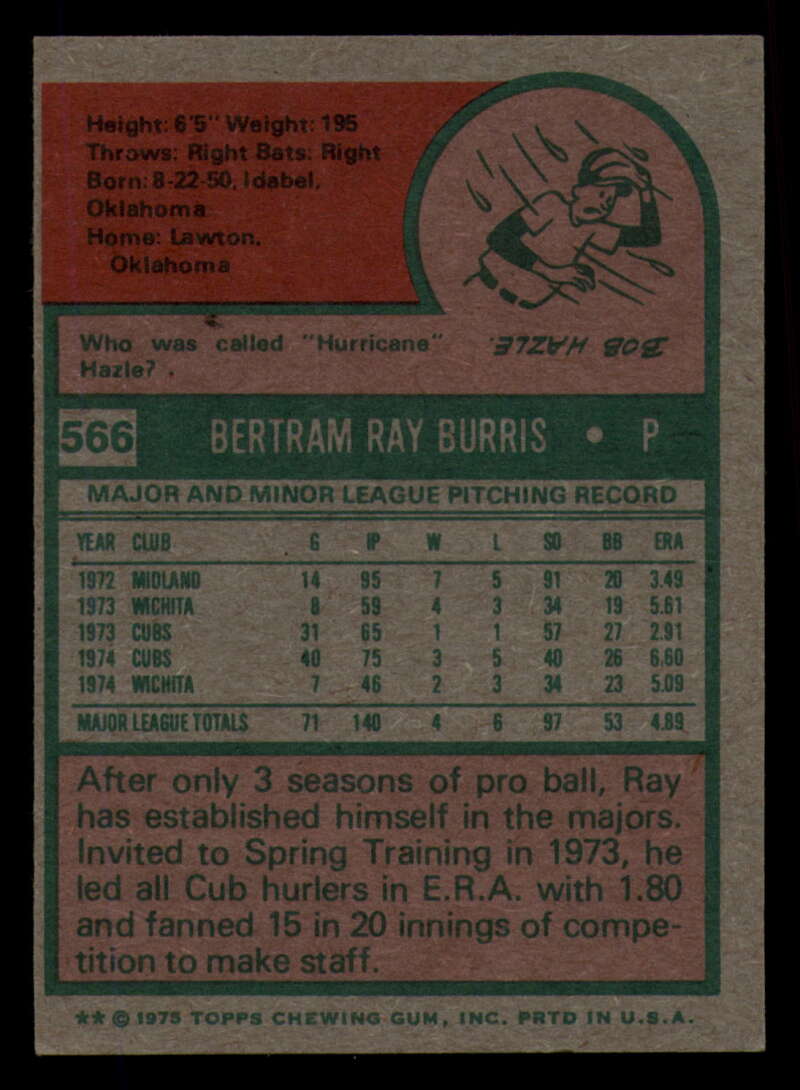 Height: 6'5" Weight: 195
Throws: Right Bats: Right
Born: 8-22-50, Idabel,
Oklahoma
Home: Lawton,
Oklahoma
Who was called "Hurricane"
Hazle?
BOB HAZLE.
566 BERTRAM RAY BURRIS • P
MAJOR AND MINOR LEAGUE PITCHING RECORD
YEAR CLUB G IP W L SO BB ERA
1972 MIDLAND 14 95 7 5 91 20 3.49
1973 WICHITA 8 59 4 3 34 19 5.61
1973 CUBS 31 65 1 1 57 27 2.91
1974 CUBS 40 75 3 5 40 26 6.60
1974 WICHITA 7 46 2 3 34 23 5.09
MAJOR LEAGUE TOTALS 71 140 4 6 97 53 4.89
After only 3 seasons of pro ball, Ray
has established himself in the majors.
Invited to Spring Training in 1973, he
led all Cub hurlers in E.R.A. with 1.80
and fanned 15 in 20 innings of compe-
tition to make staff.
** © 1975 TOPPS CHEWING GUM, INC. PRTD IN U.S.A.